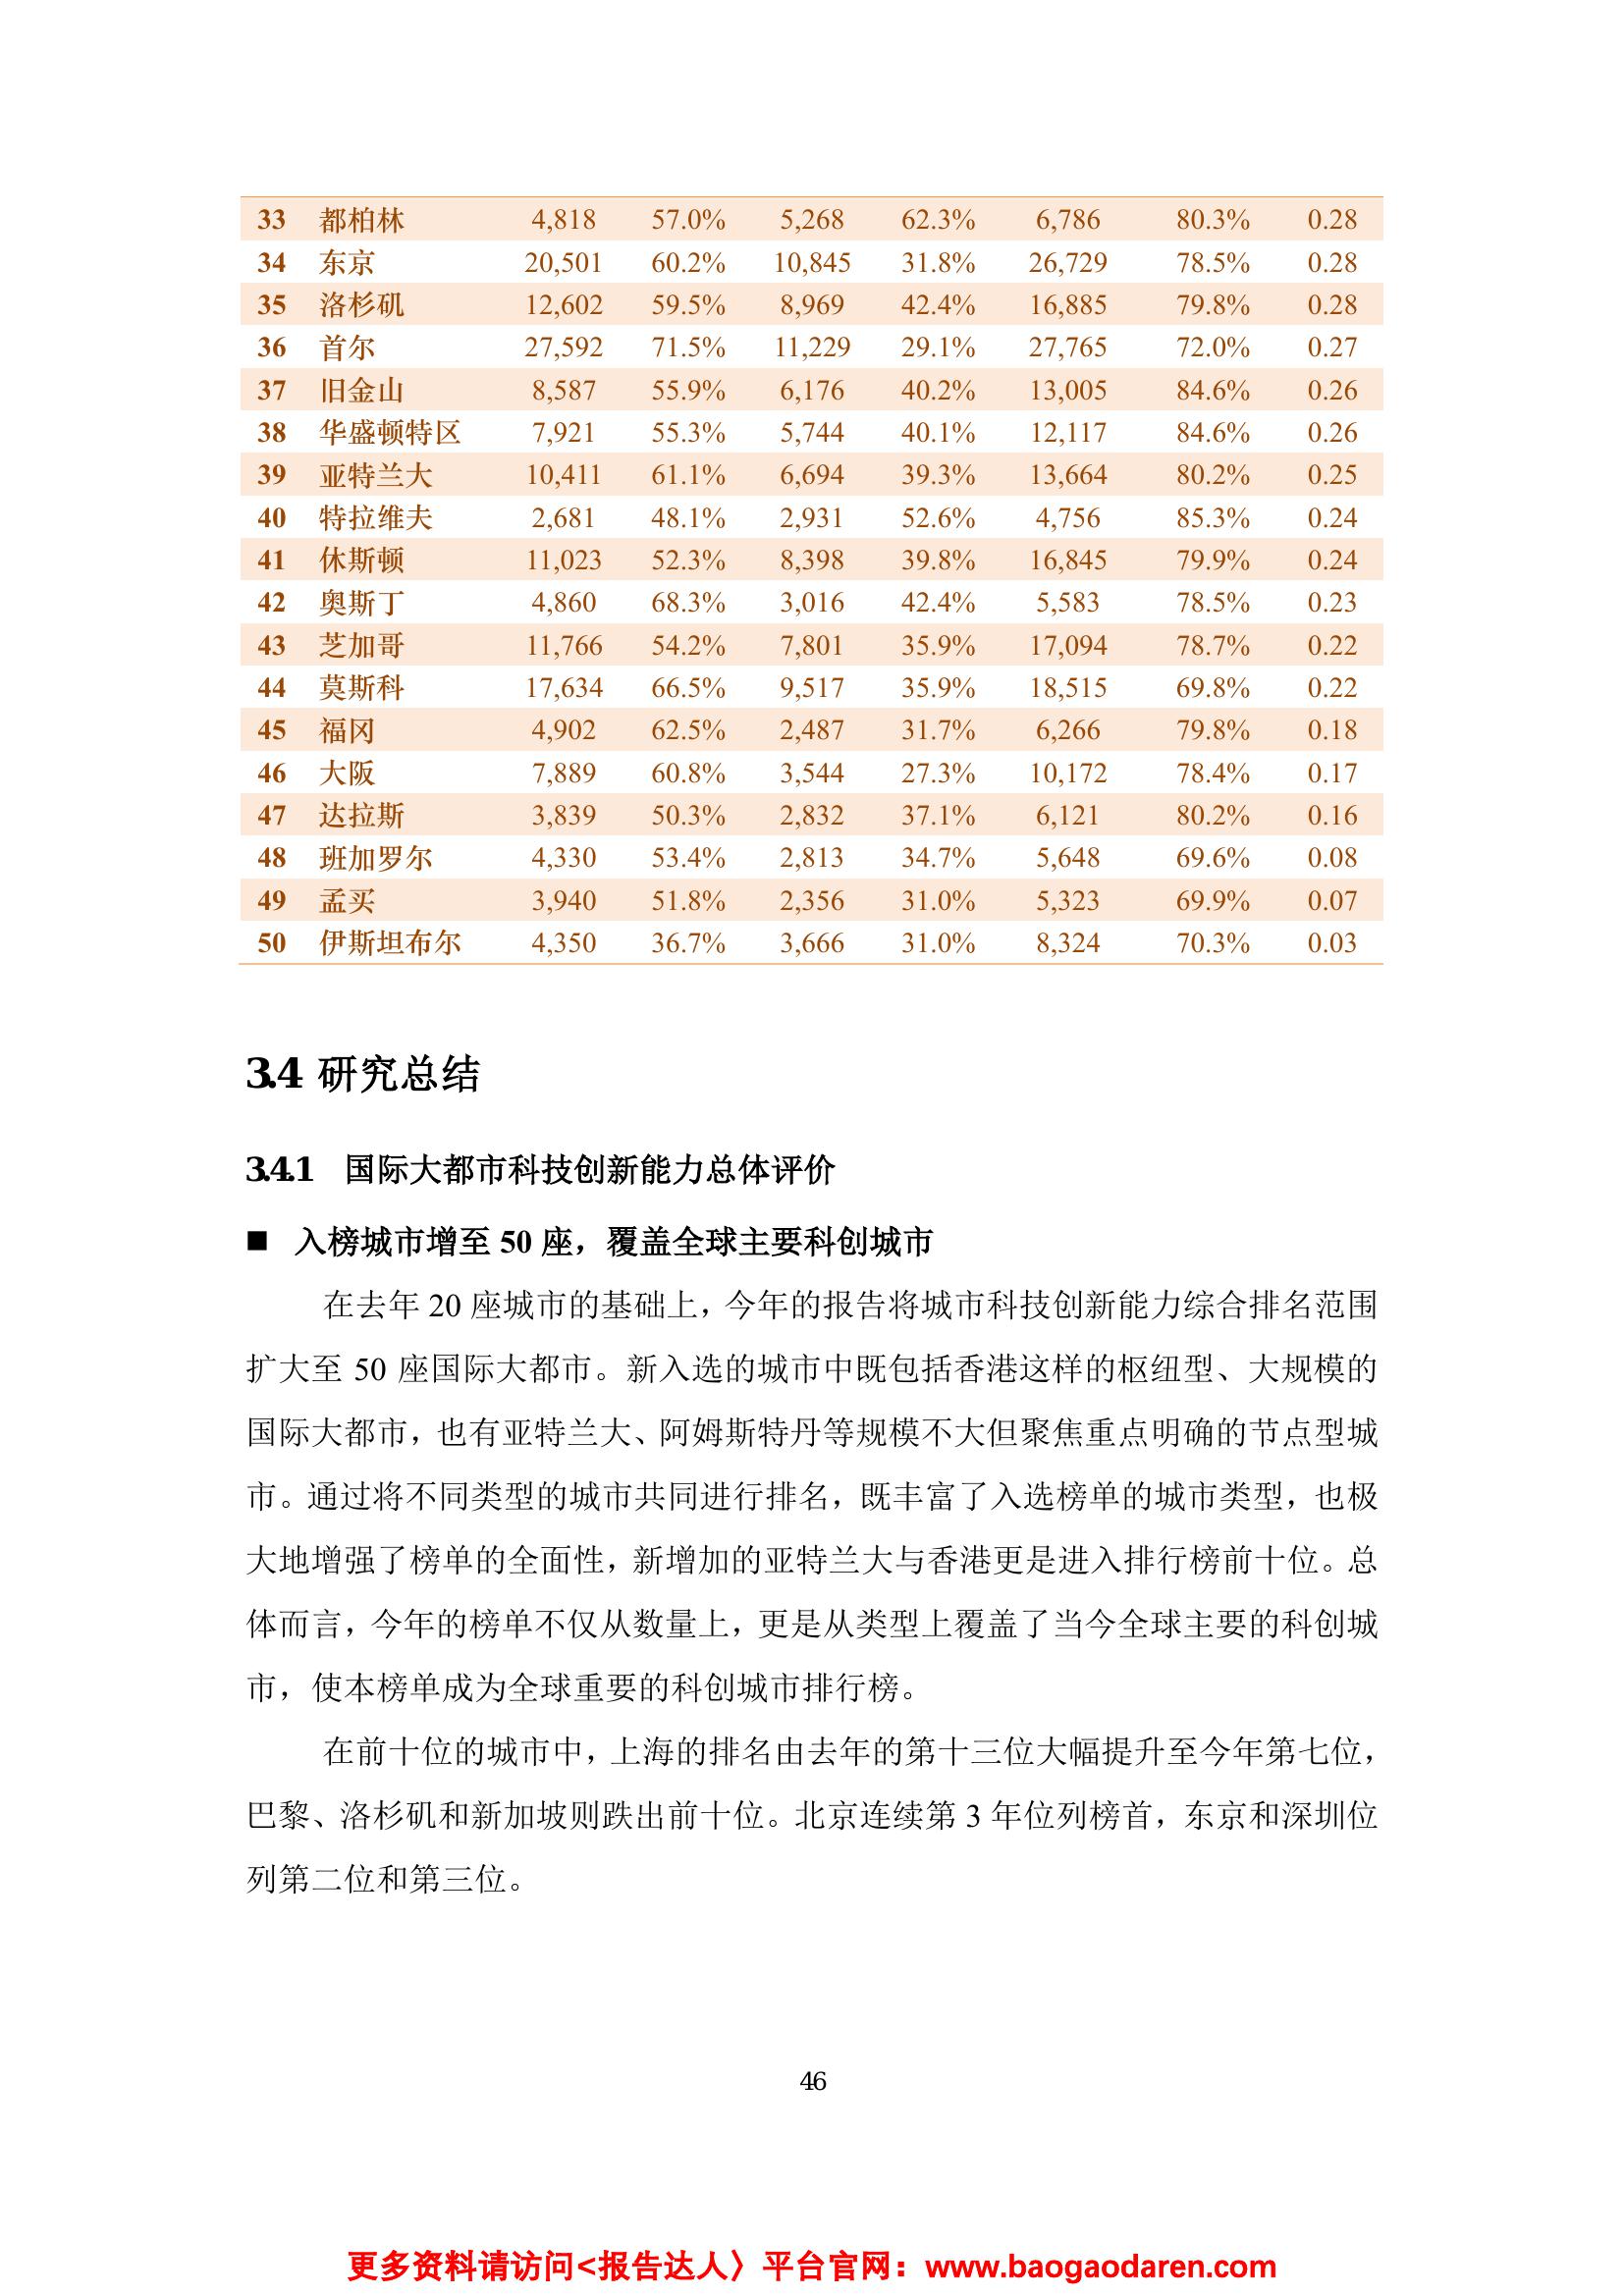 33 都柏林 4,818 57.0% 5,268 62.3% 6,786 80.3% 0.28
34 东京 20,501 60.2% 10,845 31.8% 26,729 78.5% 0.28
35 洛杉矶 12,602 59.5% 8,969 42.4% 16,885 79.8% 0.28
36 首尔 27,592 71.5% 11,229 29.1% 27,765 72.0% 0.27
37 旧金山 8,587 55.9% 6,176 40.2% 13,005 84.6% 0.26
38 华盛顿特区 7,921 55.3% 5,744 40.1% 12,117 84.6% 0.26
39 亚特兰大 10,411 61.1% 6,694 39.3% 13,664 80.2% 0.25
40 特拉维夫 2,681 48.1% 2,931 52.6% 4,756 85.3% 0.24
41 休斯顿 11,023 52.3% 8,398 39.8% 16,845 79.9% 0.24
42 奥斯丁 4,860 68.3% 3,016 42.4% 5,583 78.5% 0.23
43 芝加哥 11,766 54.2% 7,801 35.9% 17,094 78.7% 0.22
44 莫斯科 17,634 66.5% 9,517 35.9% 18,515 69.8% 0.22
45 福冈 4,902 62.5% 2,487 31.7% 6,266 79.8% 0.18
46 大阪 7,889 60.8% 3,544 27.3% 10,172 78.4% 0.17
47 达拉斯 3,839 50.3% 2,832 37.1% 6,121 80.2% 0.16
48 班加罗尔 4,330 53.4% 2,813 34.7% 5,648 69.6% 0.08
49 孟买 3,940 51.8% 2,356 31.0% 5,323 69.9% 0.07
50 伊斯坦布尔 4,350 36.7% 3,666 31.0% 8,324 70.3% 0.03
3.4 研究总结
3.4.1 国际大都市科技创新能力总体评价
■ 入榜城市增至 50 座，覆盖全球主要科创城市
在去年 20 座城市的基础上，今年的报告将城市科技创新能力综合排名范围
扩大至 50 座国际大都市。新入选的城市中既包括香港这样的枢纽型、大规模的
国际大都市，也有亚特兰大、阿姆斯特丹等规模不大但聚焦重点明确的节点型城
市。通过将不同类型的城市共同进行排名，既丰富了入选榜单的城市类型，也极
大地增强了榜单的全面性，新增加的亚特兰大与香港更是进入排行榜前十位。总
体而言，今年的榜单不仅从数量上，更是从类型上覆盖了当今全球主要的科创城
市，使本榜单成为全球重要的科创城市排行榜。
在前十位的城市中，上海的排名由去年的第十三位大幅提升至今年第七位，
巴黎、洛杉矶和新加坡则跌出前十位。北京连续第 3 年位列榜首，东京和深圳位
列第二位和第三位。
46
更多资料请访问<报告达人〉平台官网：www.baogaodaren.com